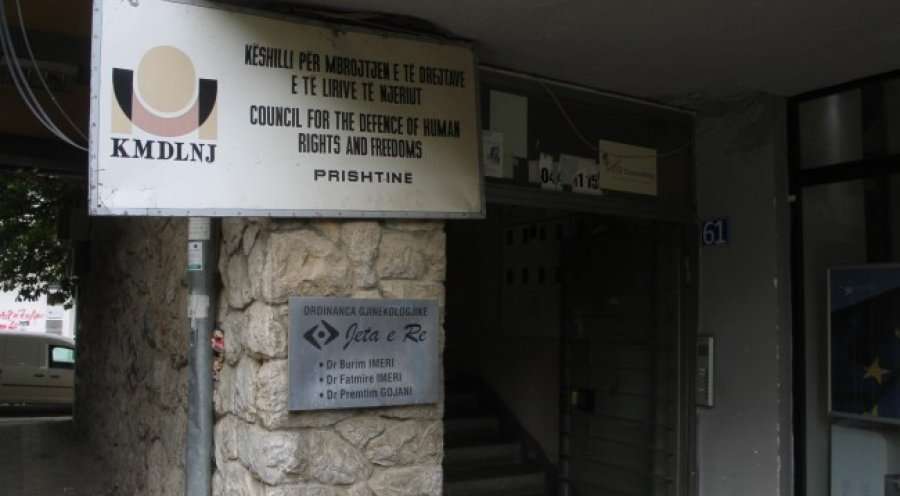 KËSHILLI PËR MBROJTJEN E TË DREJTAVE
E TË LIRIVE TË NJERIUT
COUNCIL FOR THE DEFENCE OF HUMAN
RIGHTS AND FREEDOMS
PRISHTINE
KMDLNJ
61
ORDINANCA GJINEKOLOGJIKE
Jeta e Re
• Dr Burim IMERI
• Dr Fatmire IMERI
• Dr Premtim GOJANI